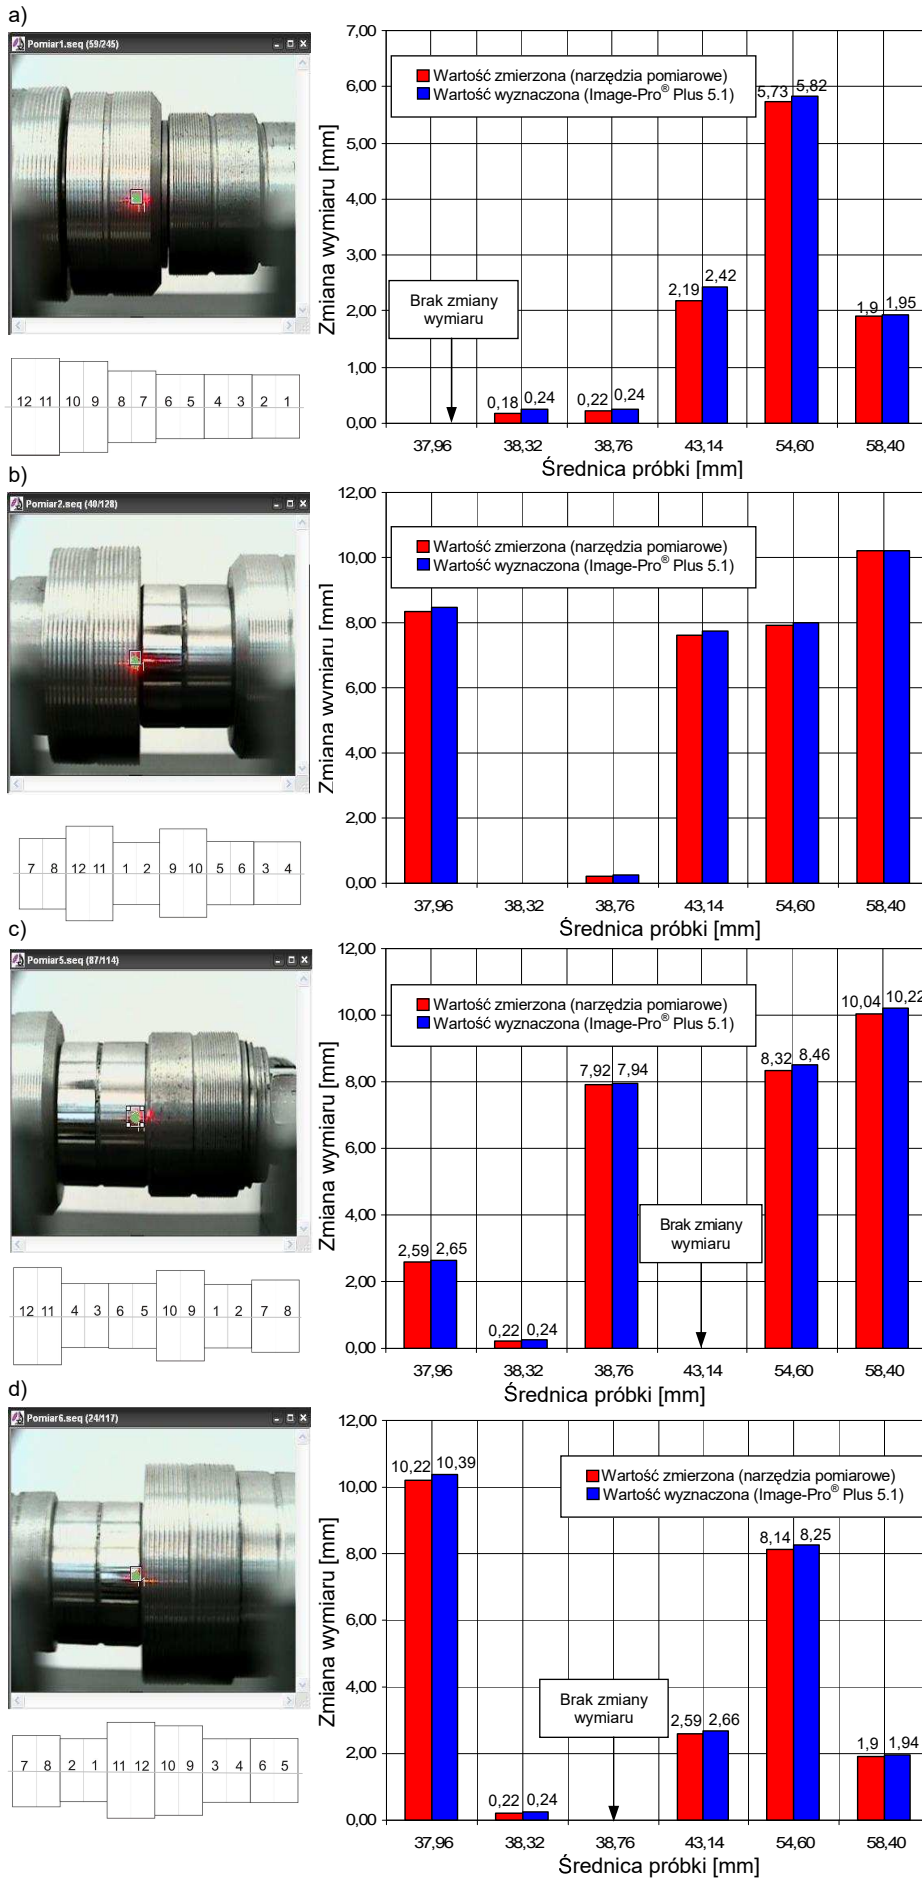 a)
Pomiar1.seq (59/245)
12 11 10 9 8 7 6 5 4 3 2 1
Zmiana wymiaru [mm]
7,00
6,00
5,00
4,00
3,00
2,00
1,00
0,00
Wartość zmierzona (narzędzia pomiarowe)
Wartość wyznaczona (Image-Pro® Plus 5.1)
Brak zmiany
wymiaru
0,18 0,24 0,22 0,24 2,19 2,42 5,73 5,82 1,9 1,95
37,96 38,32 38,76 43,14 54,60 58,40
Średnica próbki [mm]
b)
Pomiar2.seq (40/128)
7 8 12 11 1 2 9 10 5 6 3 4
Zmiana wymiaru [mm]
12,00
10,00
8,00
6,00
4,00
2,00
0,00
Wartość zmierzona (narzędzia pomiarowe)
Wartość wyznaczona (Image-Pro® Plus 5.1)
37,96 38,32 38,76 43,14 54,60 58,40
Średnica próbki [mm]
c)
Pomiar5.seq (87/114)
12 11 4 3 6 5 10 9 1 2 7 8
Zmiana wymiaru [mm]
12,00
10,00
8,00
6,00
4,00
2,00
0,00
Wartość zmierzona (narzędzia pomiarowe)
Wartość wyznaczona (Image-Pro® Plus 5.1)
Brak zmiany
wymiaru
2,59 2,65 0,22 0,24 7,92 7,94 8,32 8,46 10,04 10,22
37,96 38,32 38,76 43,14 54,60 58,40
Średnica próbki [mm]
d)
Pomiar6.seq (24/117)
7 8 2 1 11 12 10 9 3 4 6 5
Zmiana wymiaru [mm]
12,00
10,00
8,00
6,00
4,00
2,00
0,00
Wartość zmierzona (narzędzia pomiarowe)
Wartość wyznaczona (Image-Pro® Plus 5.1)
Brak zmiany
wymiaru
10,22 10,39 0,22 0,24 2,59 2,66 8,14 8,25 1,9 1,94
37,96 38,32 38,76 43,14 54,60 58,40
Średnica próbki [mm]